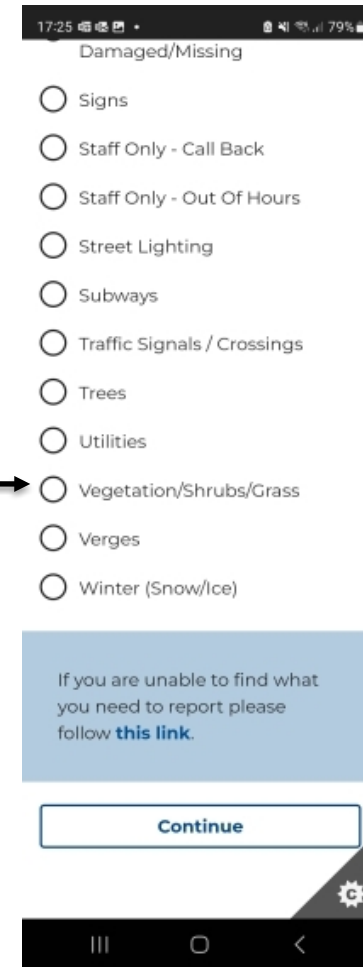 17:25 79%
Damaged/Missing
Signs
Staff Only - Call Back
Staff Only - Out Of Hours
Street Lighting
Subways
Traffic Signals / Crossings
Trees
Utilities
Vegetation/Shrubs/Grass
Verges
Winter (Snow/Ice)
If you are unable to find what
you need to report please
follow this link.
Continue
C